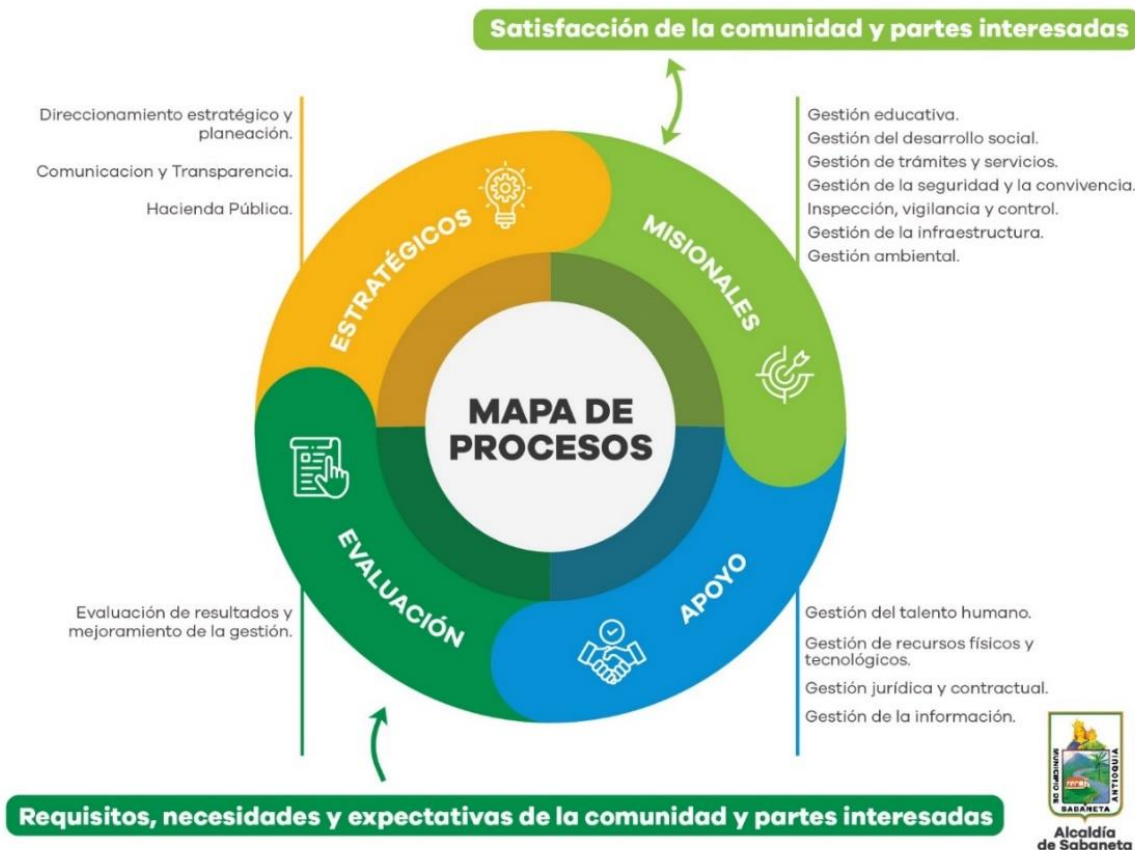 Satisfacción de la comunidad y partes interesadas
Direccionamiento estratégico y
planeación.
Comunicacion y Transparencia.
Hacienda Pública.
Gestión educativa.
Gestión del desarrollo social.
Gestión de trámites y servicios.
Gestión de la seguridad y la convivencia.
Inspección, vigilancia y control.
Gestión de la infraestructura.
Gestión ambiental.
ESTRATÉGICOS
MISIONALES
MAPA DE
PROCESOS
EVALUACIÓN
APOYO
Evaluación de resultados y
mejoramiento de la gestión.
Gestión del talento humano.
Gestión de recursos físicos y
tecnológicos.
Gestión jurídica y contractual.
Gestión de la información.
Requisitos, necesidades y expectativas de la comunidad y partes interesadas
MUNICIPIO DE
SABANETA
ANTIOQUIA
Alcaldía
de Sabaneta